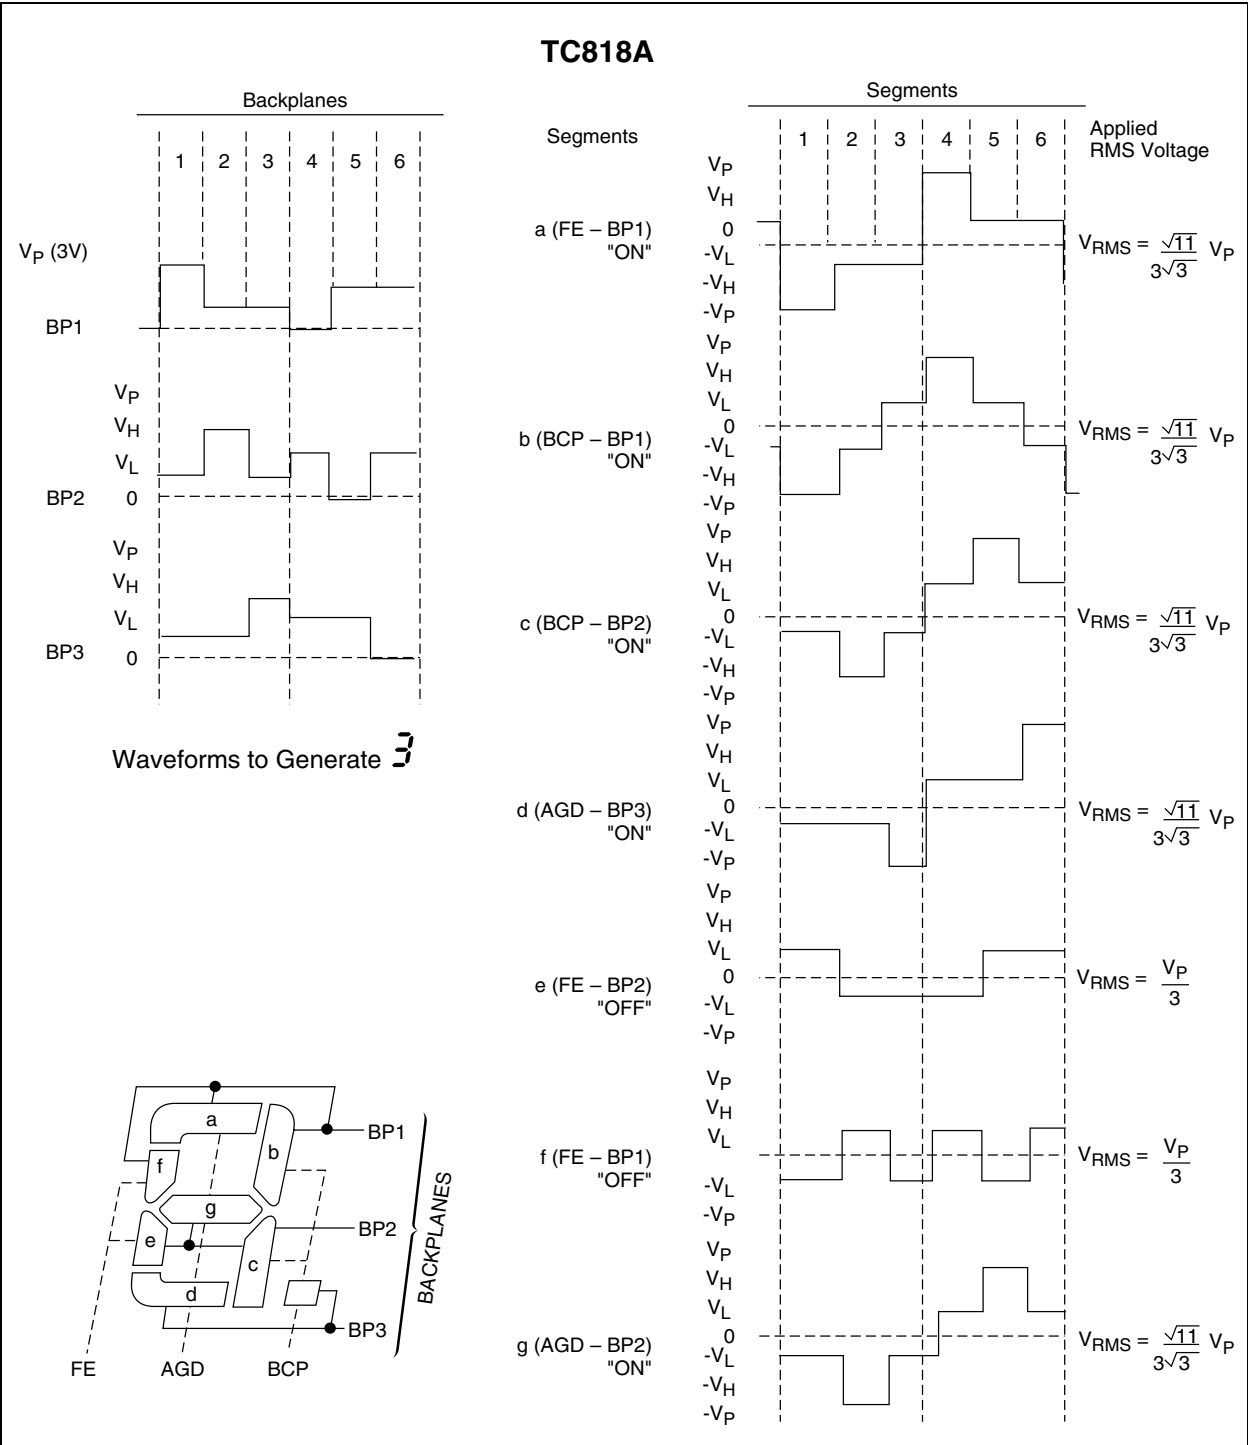 TC818A
Backplanes
1 2 3 4 5 6
VP (3V)
BP1
VP
VH
VL
BP2 0
VP
VH
VL
BP3 0
Waveforms to Generate 3
Segments
Segments
1 2 3 4 5 6
Applied
RMS Voltage
VP
VH
0
-VL
-VH
-VP
a (FE – BP1)
"ON"
VRMS = √11 VP
3√3
VP
VH
VL
0
-VL
-VH
-VP
b (BCP – BP1)
"ON"
VRMS = √11 VP
3√3
VP
VH
VL
0
-VL
-VH
-VP
c (BCP – BP2)
"ON"
VRMS = √11 VP
3√3
VP
VH
VL
0
-VL
-VP
d (AGD – BP3)
"ON"
VRMS = √11 VP
3√3
VP
VH
VL
0
-VL
-VP
e (FE – BP2)
"OFF"
VRMS = VP
3
VP
VH
VL
-VL
-VP
f (FE – BP1)
"OFF"
VRMS = VP
3
VP
VH
VL
0
-VL
-VH
-VP
g (AGD – BP2)
"ON"
VRMS = √11 VP
3√3
a
b
f
g
e
c
d
BP1
BP2
BP3
BACKPLANES
FE AGD BCP